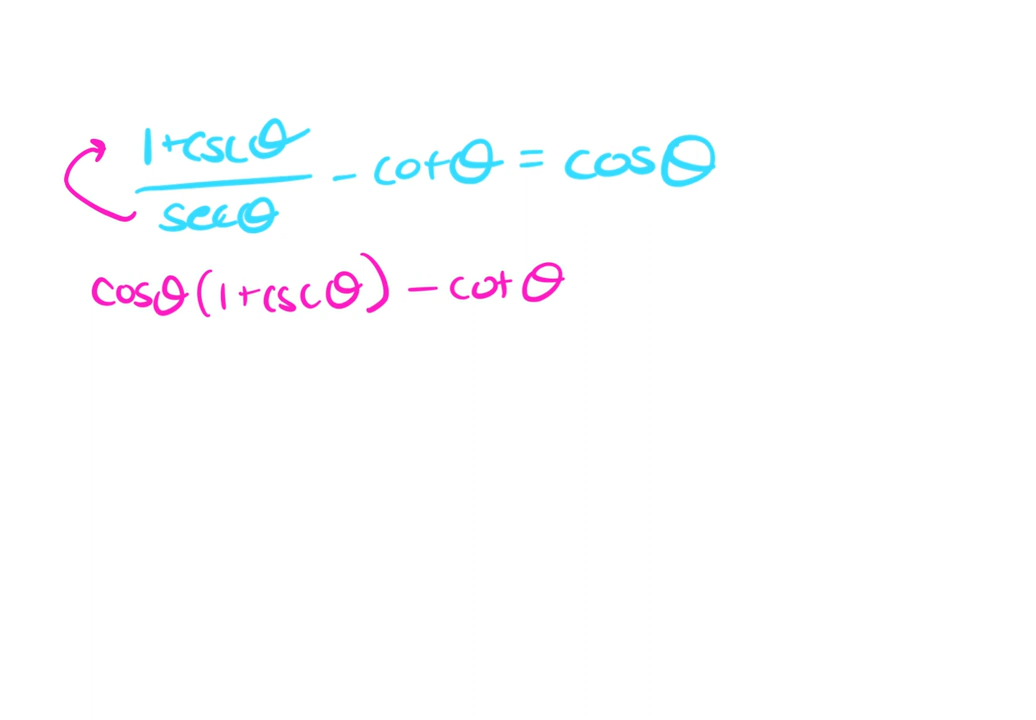 1+cscθ
secθ
- cotθ = cosθ
cosθ(1+cscθ) - cotθ